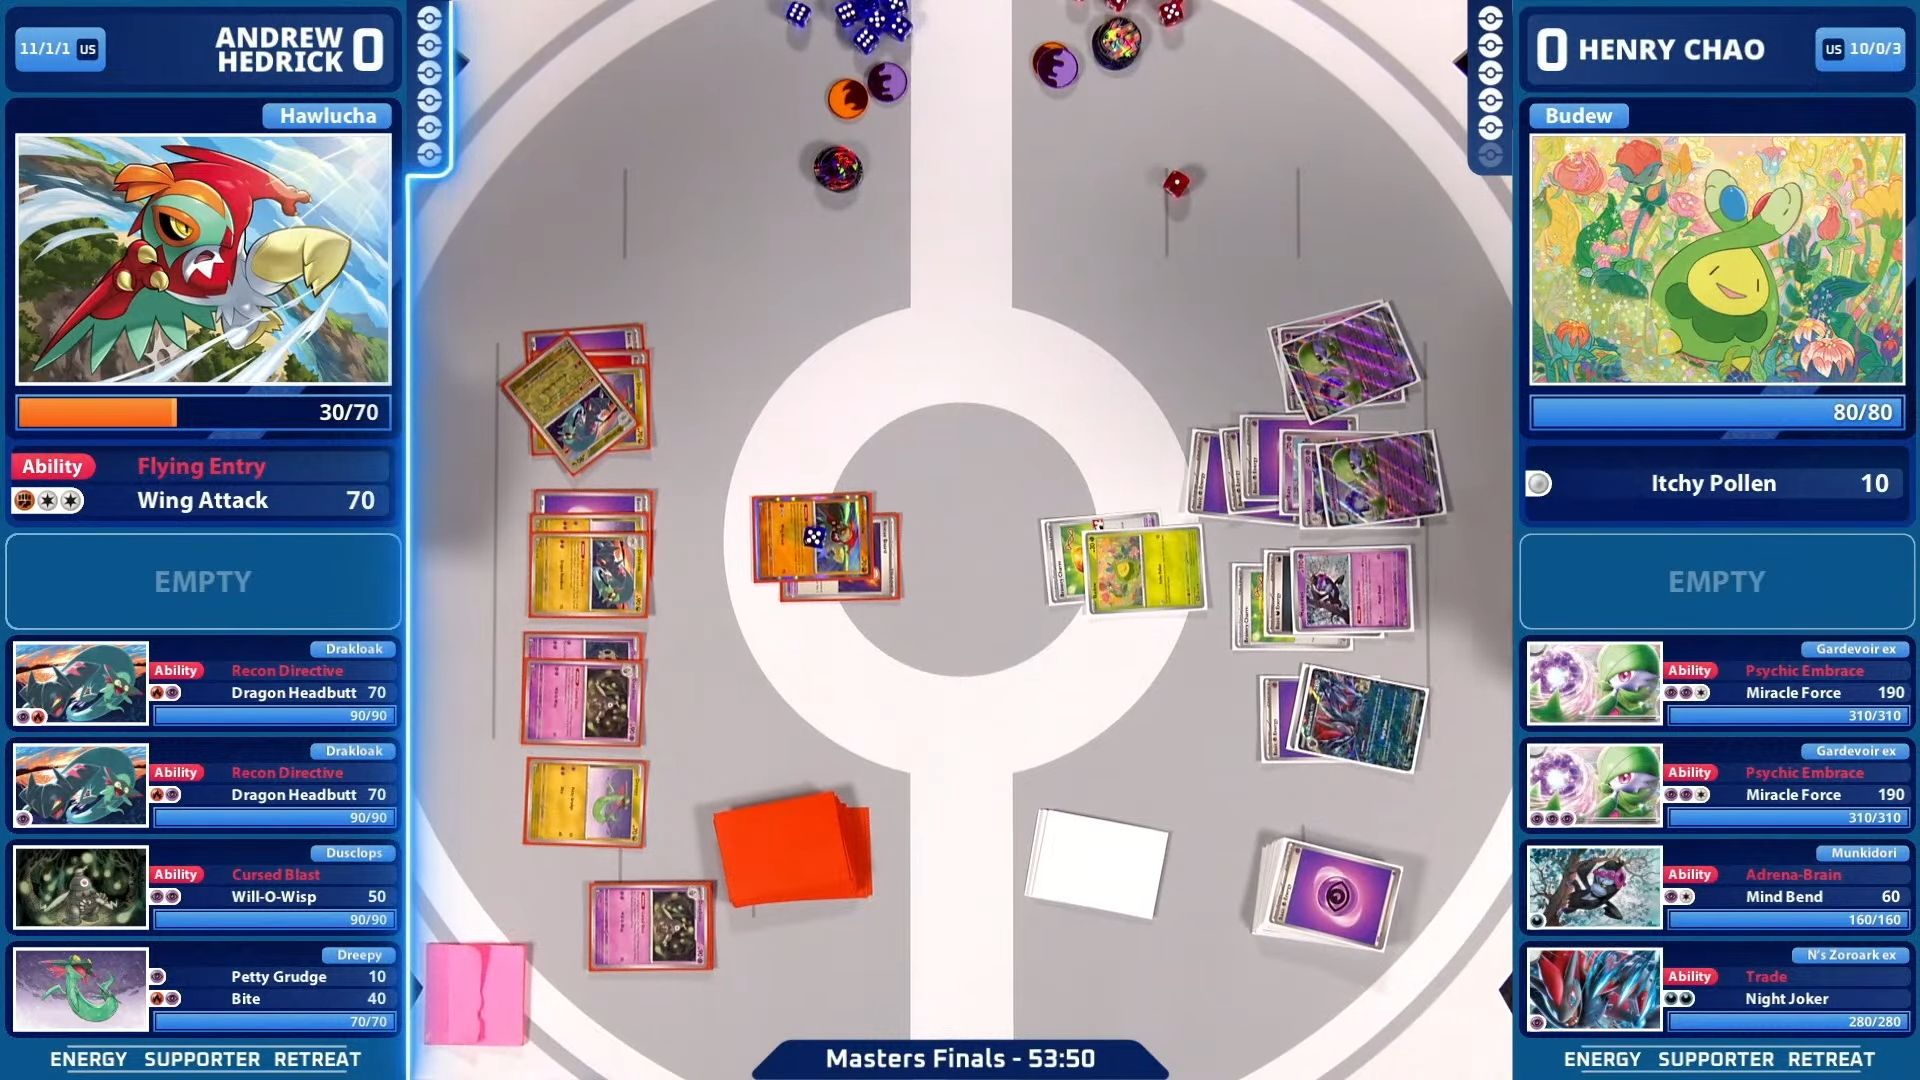 11/1/1 US
ANDREW
HEDRICK
0
Hawlucha
30/70
Ability Flying Entry
Wing Attack 70
EMPTY
Drakloak
Ability Recon Directive
Dragon Headbutt 70
90/90
Drakloak
Ability Recon Directive
Dragon Headbutt 70
90/90
Dusclops
Ability Cursed Blast
Will-O-Wisp 50
90/90
Dreepy
Petty Grudge 10
Bite 40
70/70
ENERGY SUPPORTER RETREAT
Masters Finals - 53:50
0 HENRY CHAO
US 10/0/3
Budew
80/80
Itchy Pollen 10
EMPTY
Gardevoir ex
Ability Psychic Embrace
Miracle Force 190
310/310
Gardevoir ex
Ability Psychic Embrace
Miracle Force 190
310/310
Munkidori
Ability Adrena-Brain
Mind Bend 60
160/160
N's Zoroark ex
Ability Trade
Night Joker
280/280
ENERGY SUPPORTER RETREAT